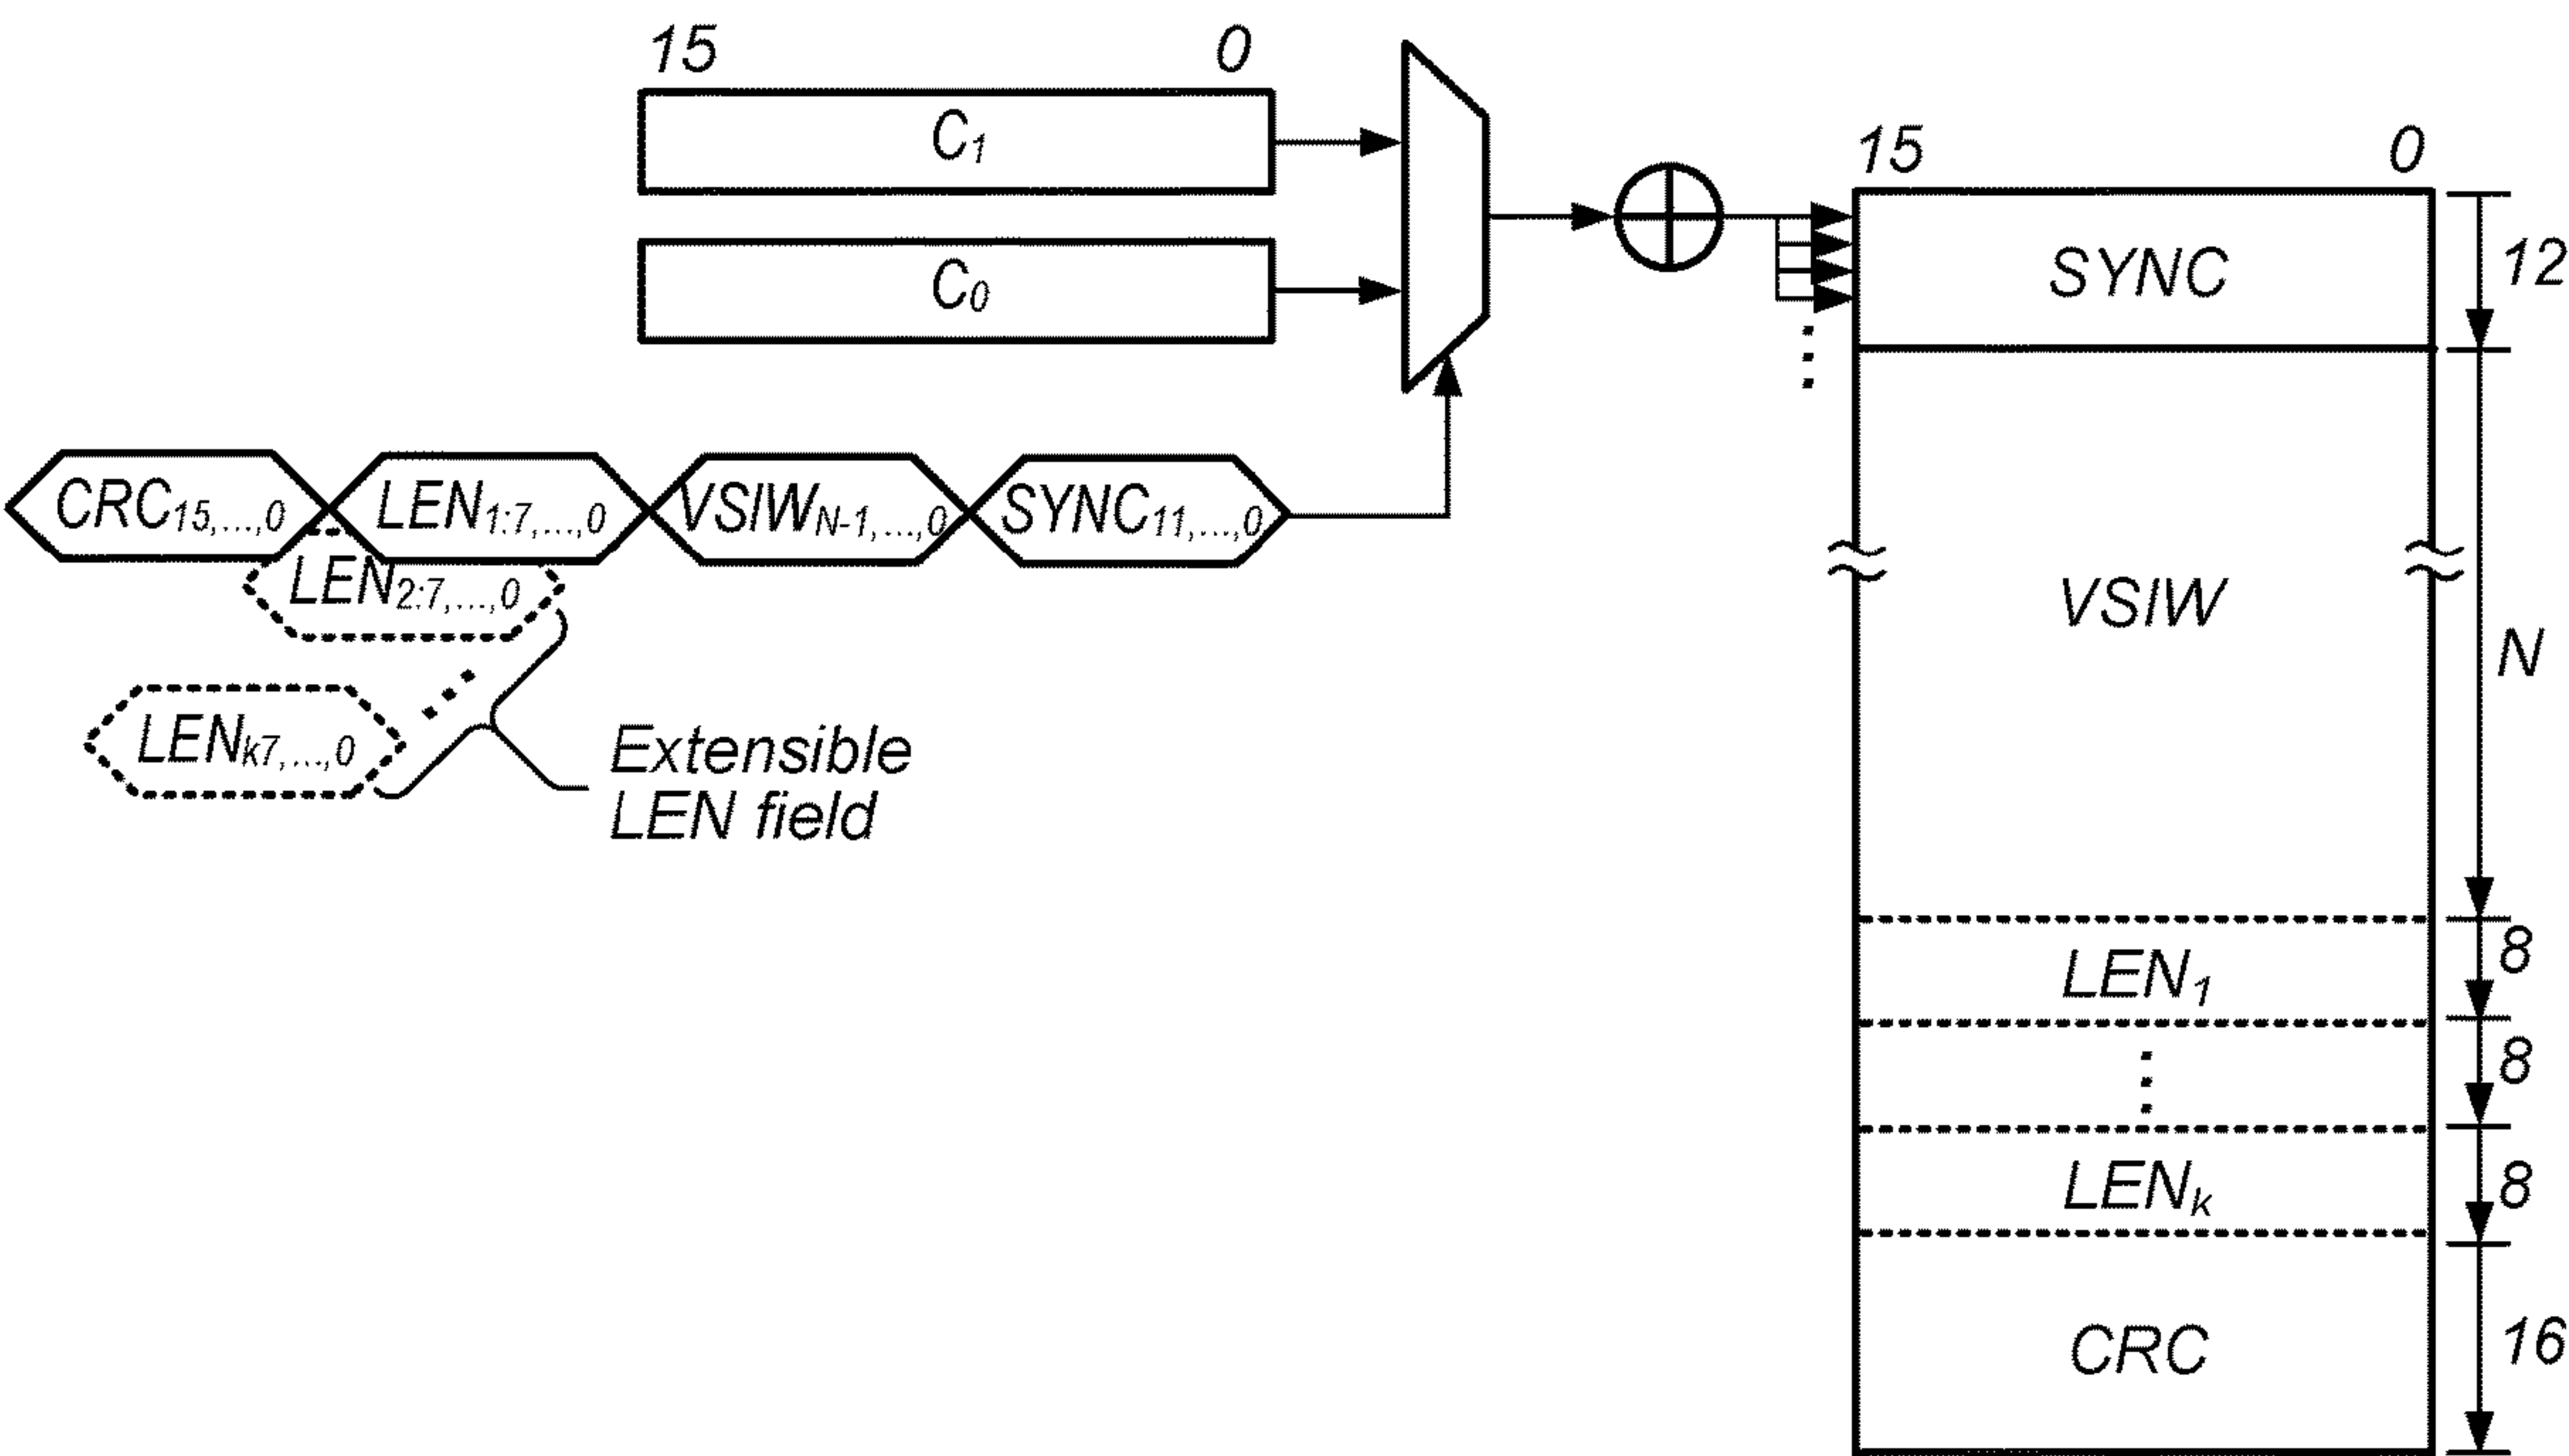 15 0
C1
C0
15 0
SYNC
12
CRC15,...,0 LEN1:7,...,0 VSIWN-1,...,0 SYNC11,...,0
LEN2:7,...,0
VSIW
N
LENk7,...,0
Extensible
LEN field
LEN1
8
8
LENk
8
CRC
16